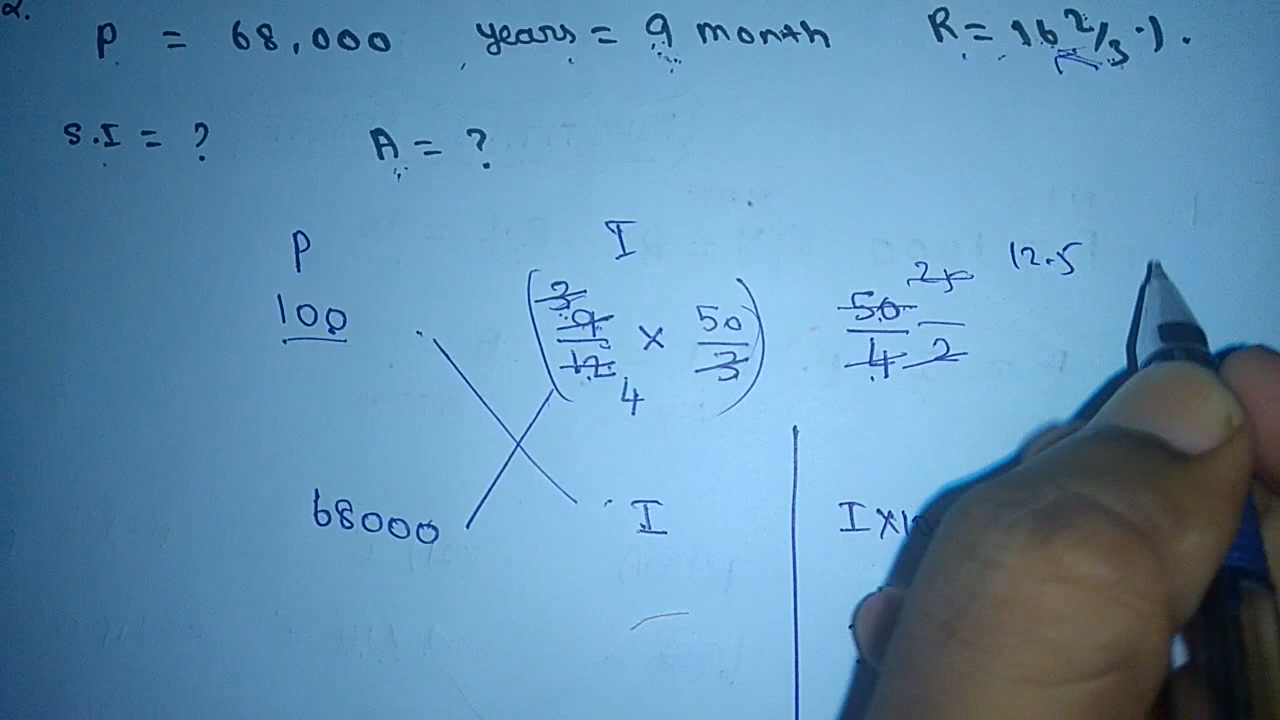 2.
P = 68,000 years = 9 month R = 16 2/3 %.
S.I = ? A = ?
P I
100 (3 9/12 4 × 50/3) 50/4 25/2 12.5
68000 I I×